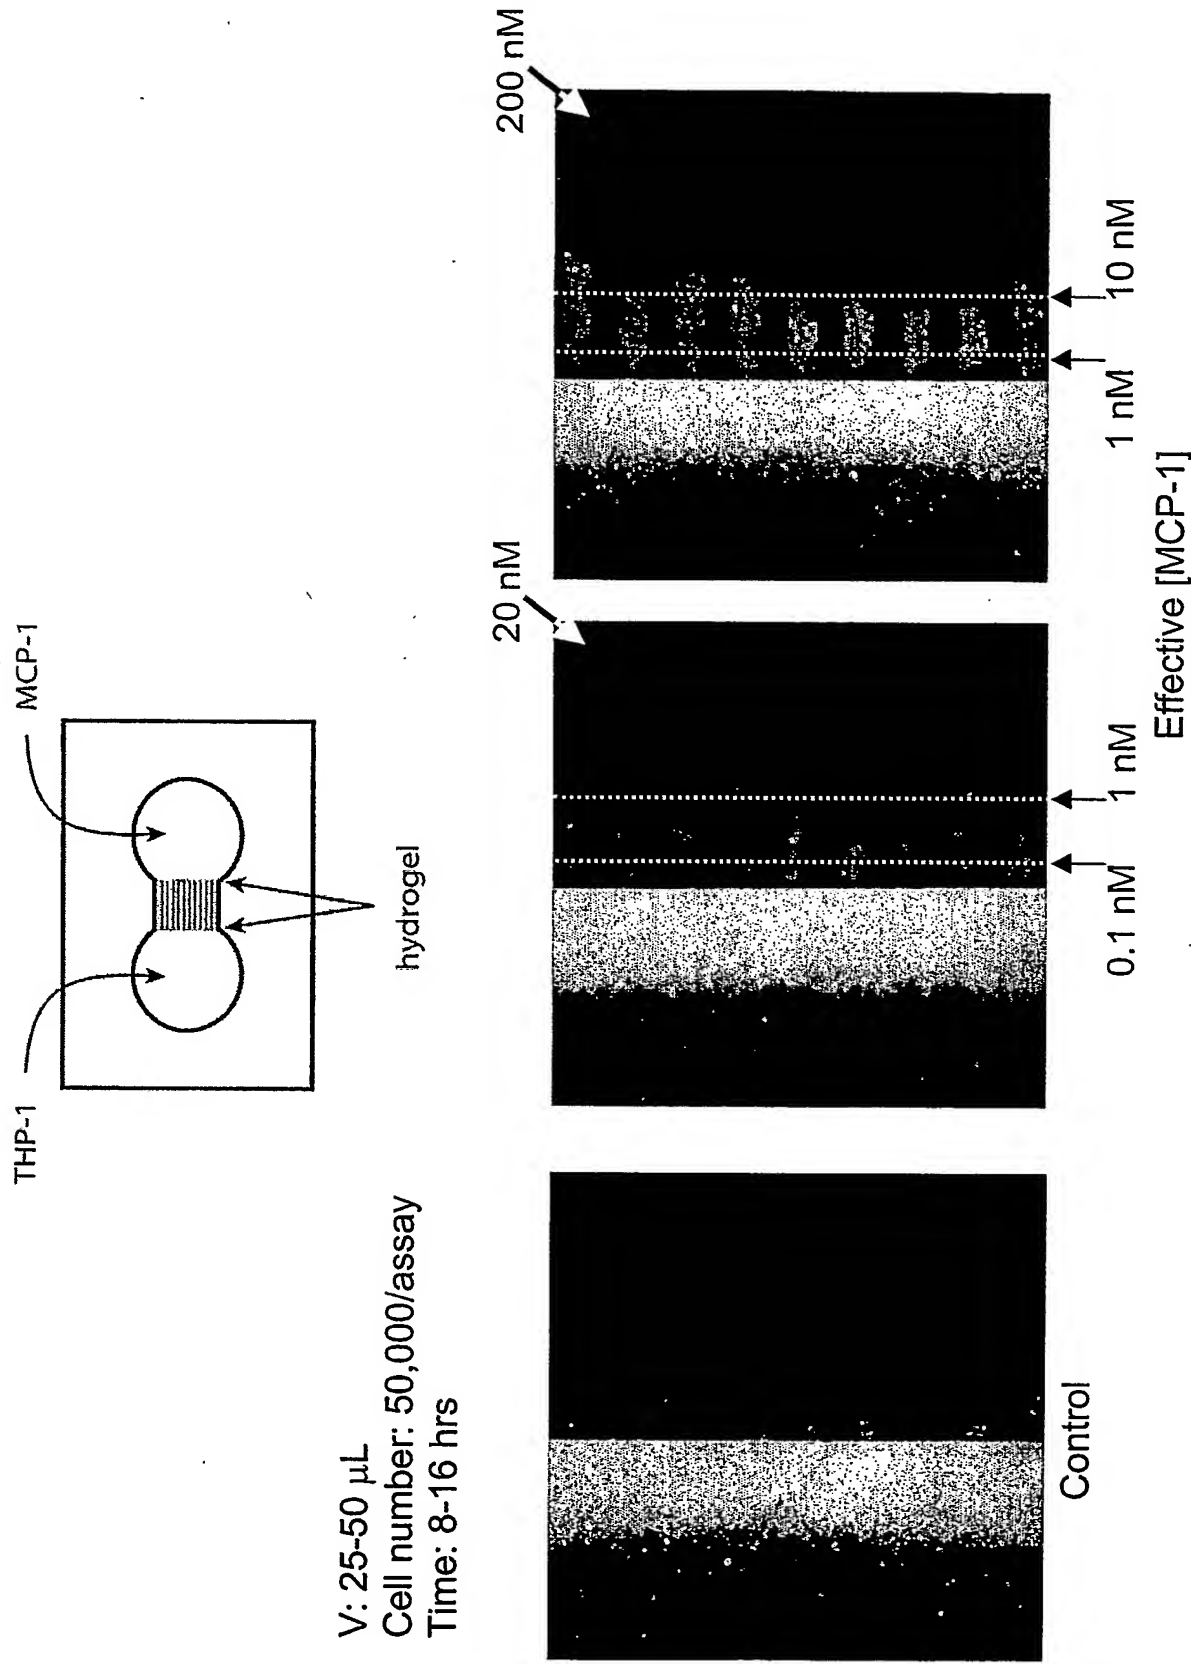 THP-1
MCP-1
hydrogel
V: 25-50 μL
Cell number: 50,000/assay
Time: 8-16 hrs
20 nM
200 nM
Control
0.1 nM
1 nM
1 nM
10 nM
Effective [MCP-1]